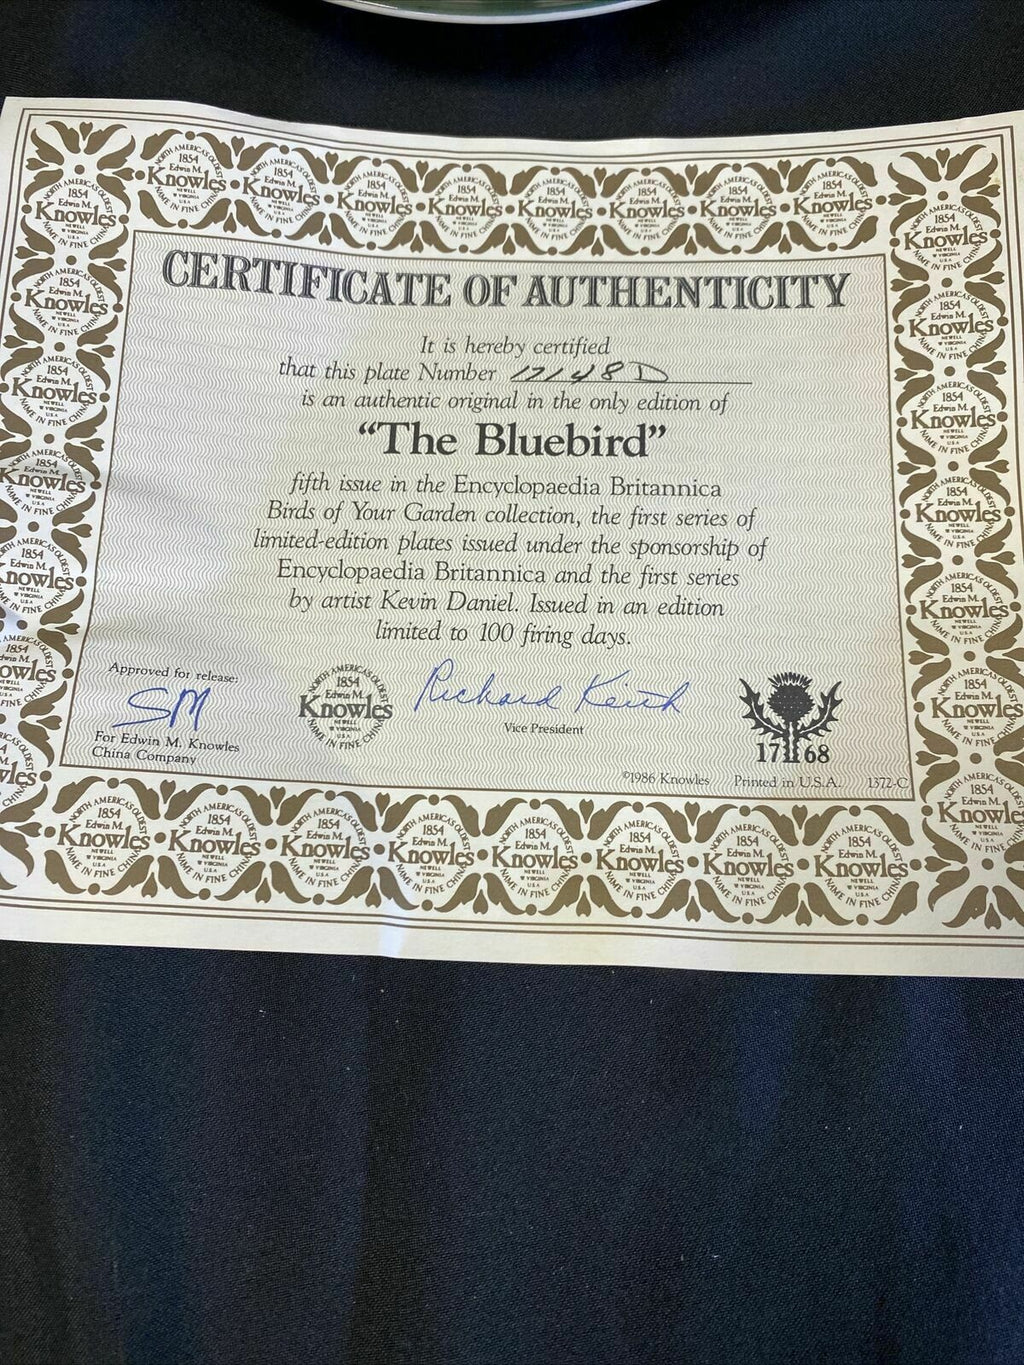 CERTIFICATE OF AUTHENTICITY
It is hereby certified
that this plate Number 17148D
is an authentic original in the only edition of
“The Bluebird”
fifth issue in the Encyclopaedia Britannica
Birds of Your Garden collection, the first series of
limited-edition plates issued under the sponsorship of
Encyclopaedia Britannica and the first series
by artist Kevin Daniel. Issued in an edition
limited to 100 firing days.
Approved for release:
SM
For Edwin M. Knowles
China Company
NORTH AMERICA'S OLDEST
1854
Edwin M.
Knowles
NEWELL
W VIRGINIA
U.S.A
NAME IN FINE CHINA
Richard Keith
Vice President
1768
©1986 Knowles
Printed in U.S.A.
1372-C